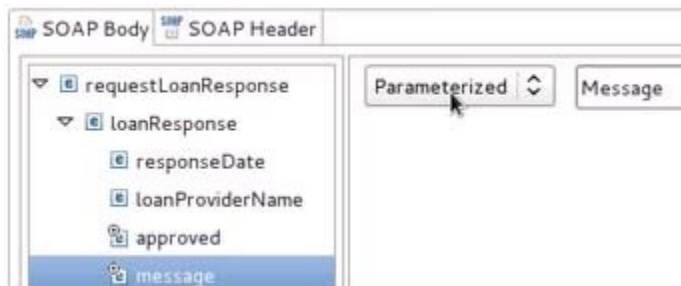 SOAP Body SOAP Header
requestLoanResponse
Parameterized Message
loanResponse
responseDate
loanProviderName
approved
message